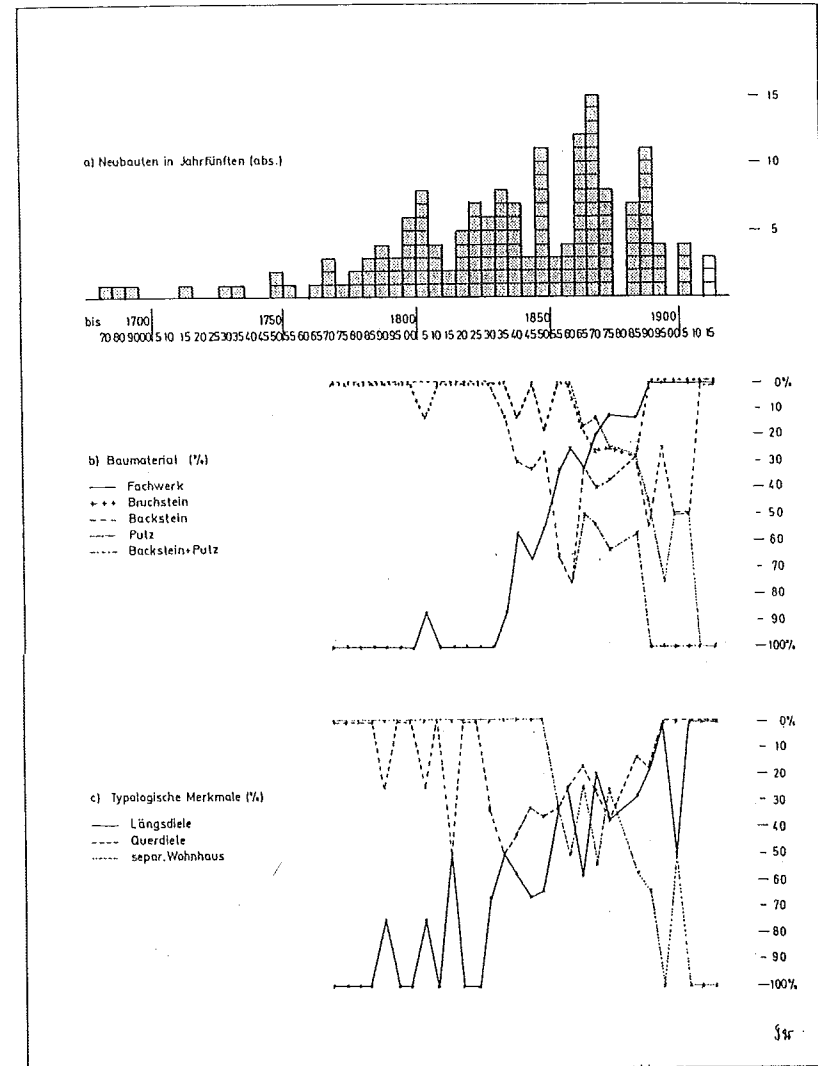 a) Neubauten in Jahrfünften (abs.)
15
10
5
bis 1700 1750 1800 1850 1900
70 80 90 00 5 10 15 20 25 30 35 40 45 50 55 60 65 70 75 80 85 90 95 00 5 10 15 20 25 30 35 40 45 50 55 60 65 70 75 80 85 90 95 00 5 10 15
b) Baumaterial (%)
Fachwerk
Bruchstein
Backstein
Putz
Backstein+Putz
0%
10
20
30
40
50
60
70
80
90
100%
c) Typologische Merkmale (%)
Längsdiele
Querdiele
separ. Wohnhaus
0%
10
20
30
40
50
60
70
80
90
100%